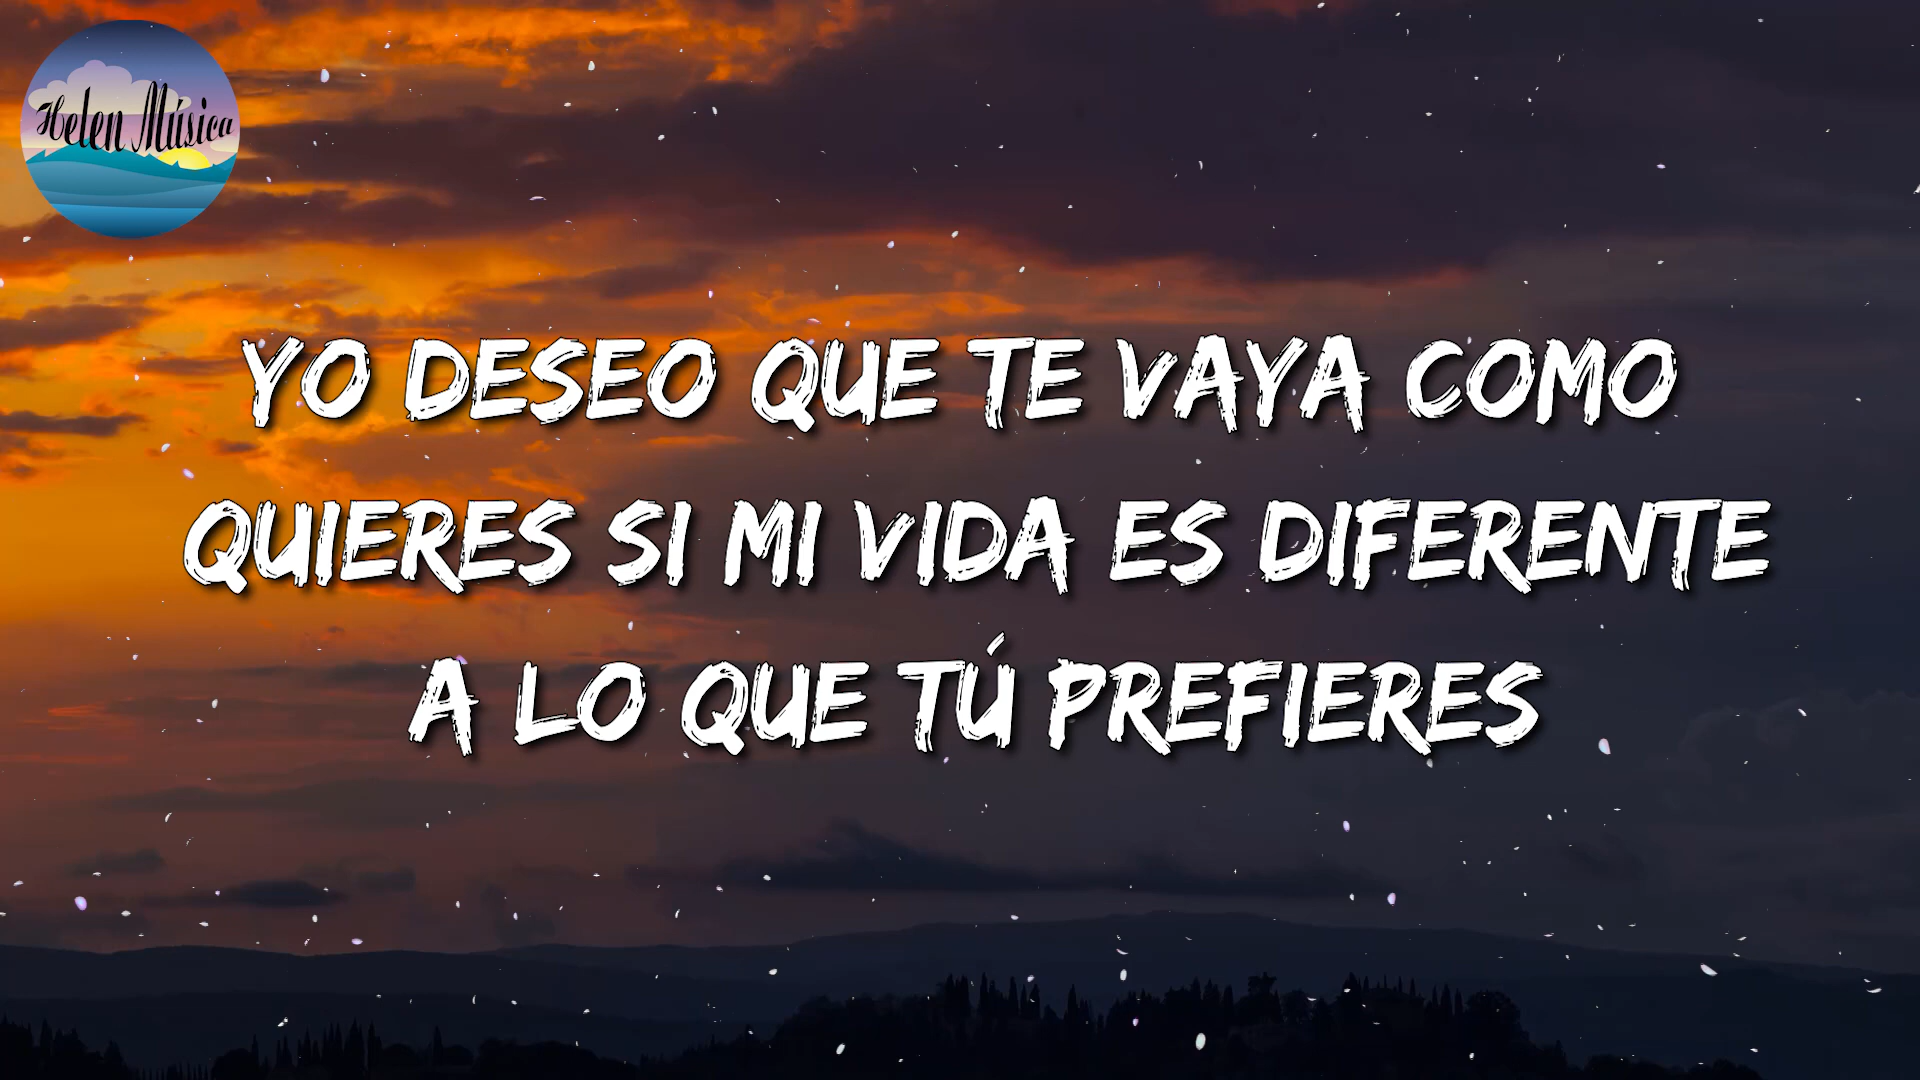 Helen Música
YO DESEO QUE TE VAYA COMO
QUIERES SI MI VIDA ES DIFERENTE
A LO QUE TÚ PREFIERES